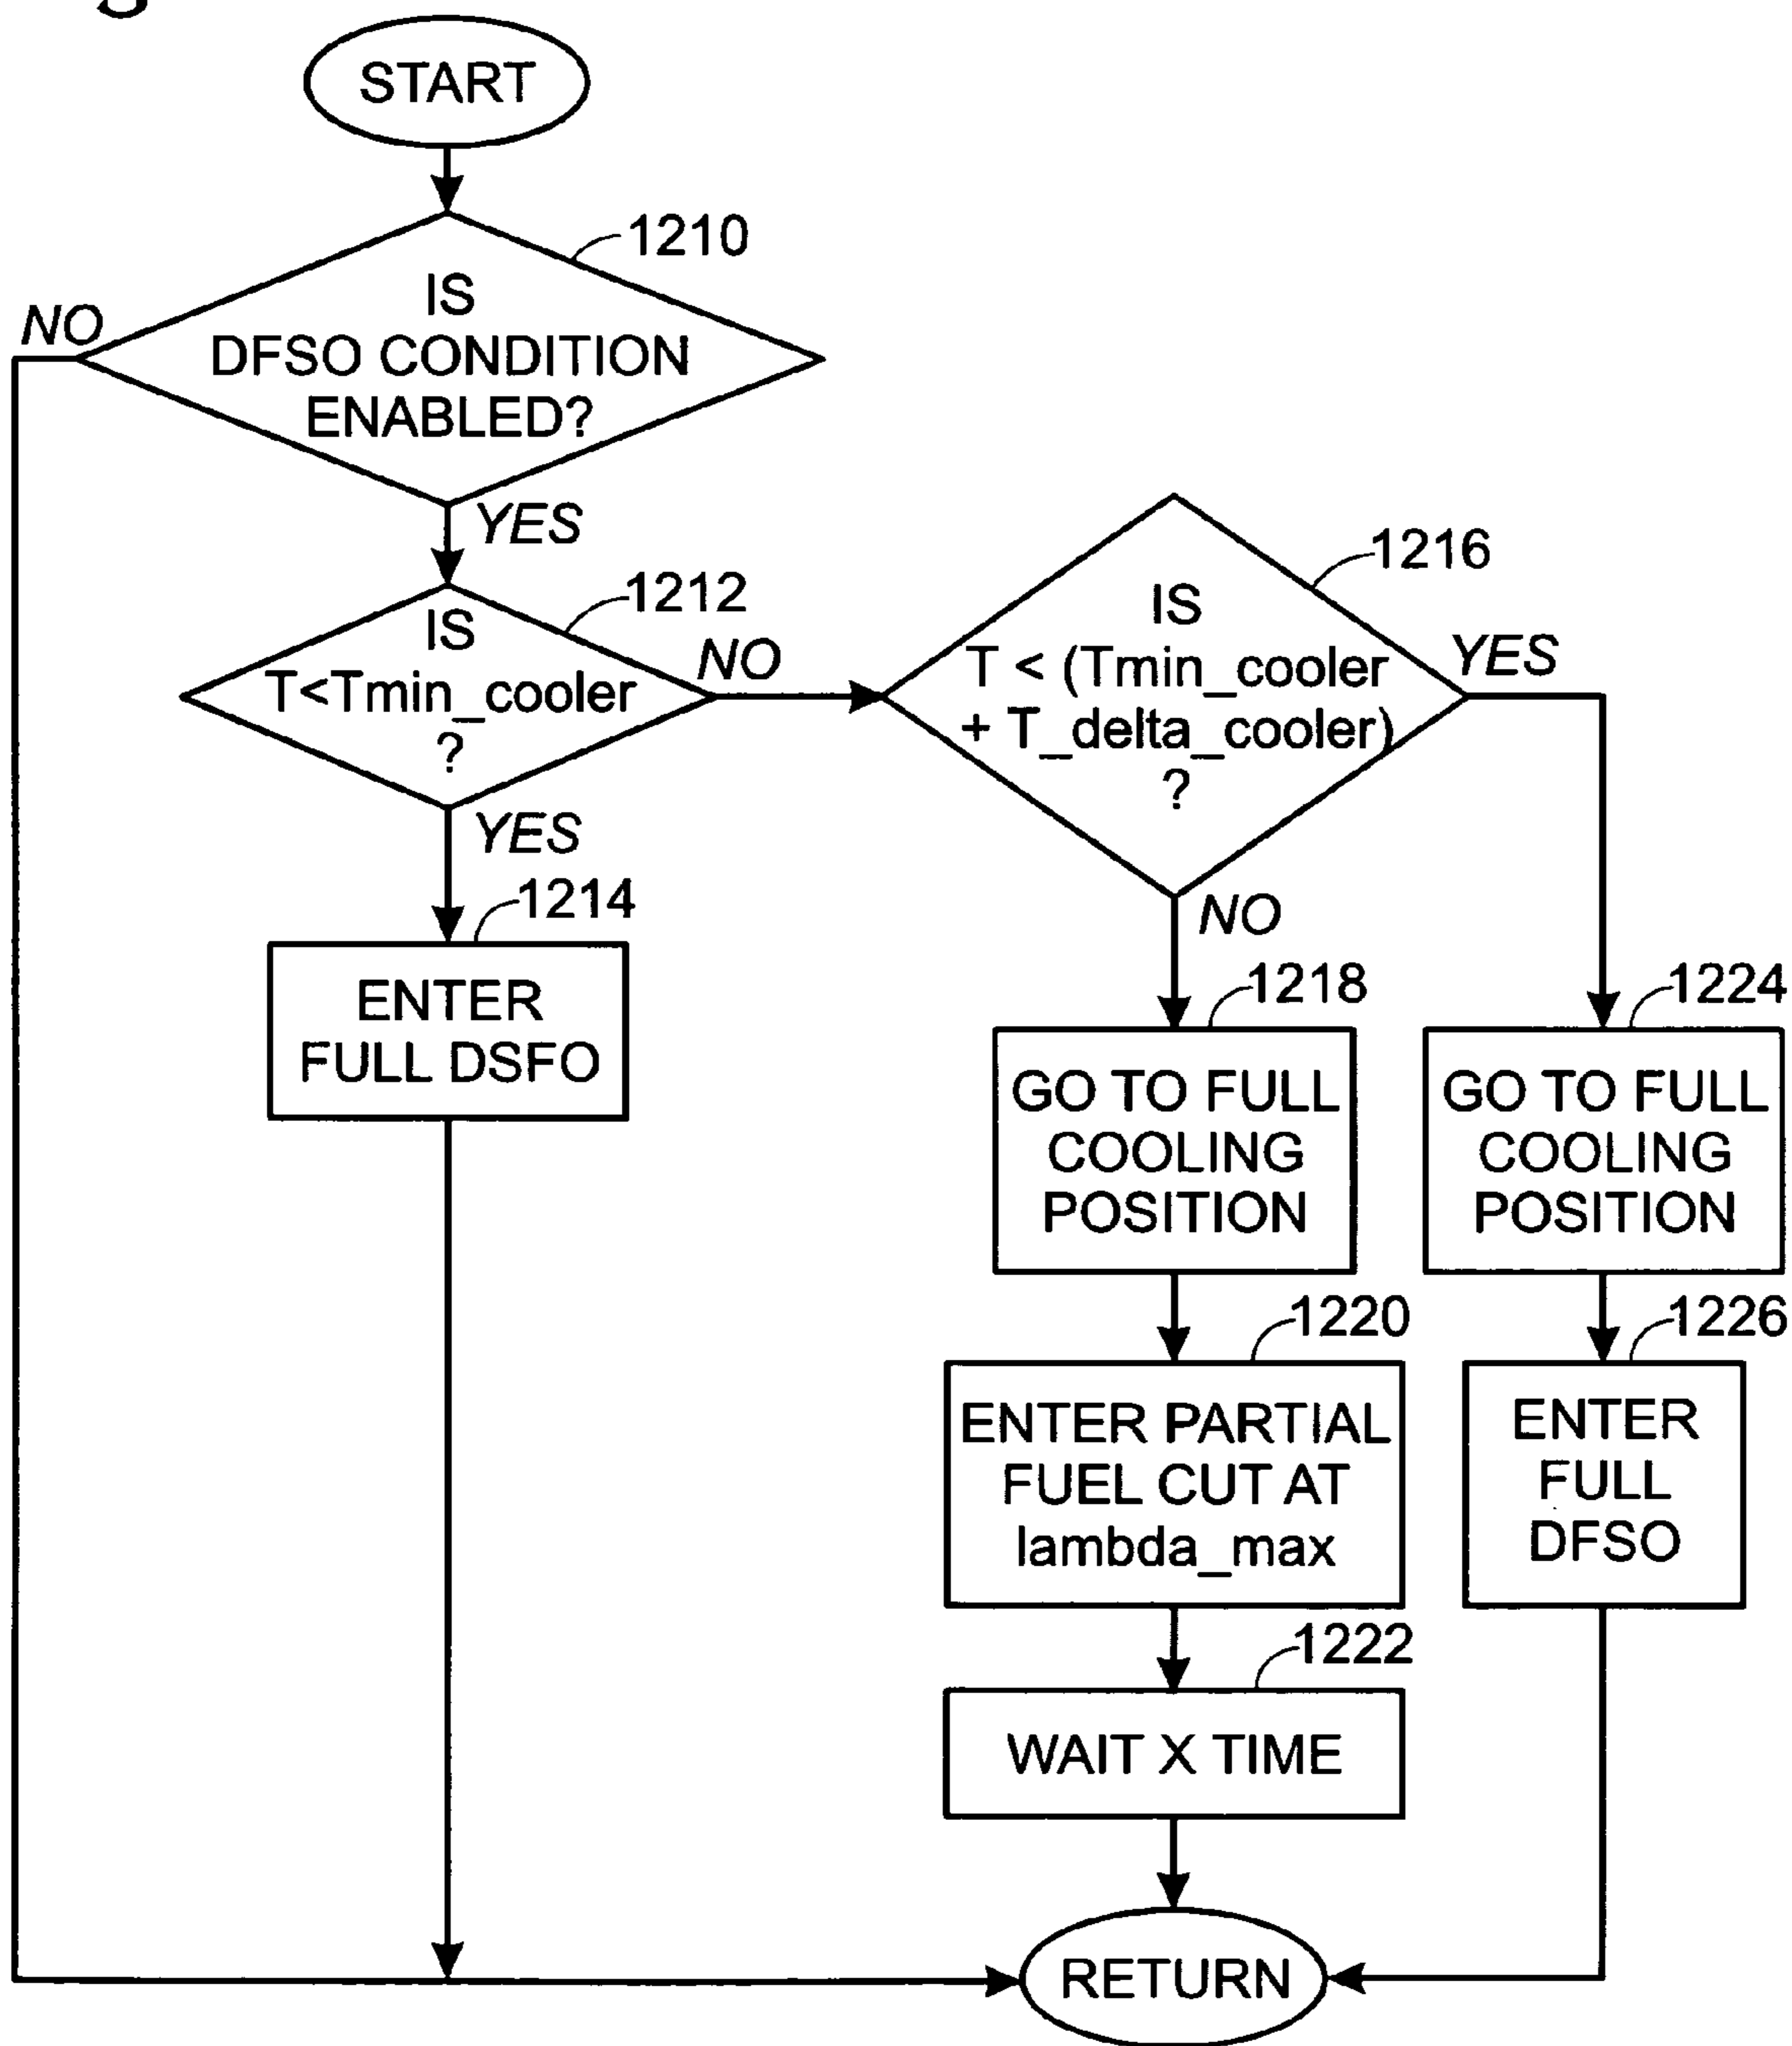 START
1210
IS
DFSO CONDITION
ENABLED?
NO
YES
1212
IS
T<Tmin_cooler
?
NO
YES
1214
ENTER
FULL DSFO
1216
IS
T < (Tmin_cooler
+ T_delta_cooler)
?
YES
NO
1218
GO TO FULL
COOLING
POSITION
1220
ENTER PARTIAL
FUEL CUT AT
lambda_max
1222
WAIT X TIME
1224
GO TO FULL
COOLING
POSITION
1226
ENTER
FULL
DFSO
RETURN